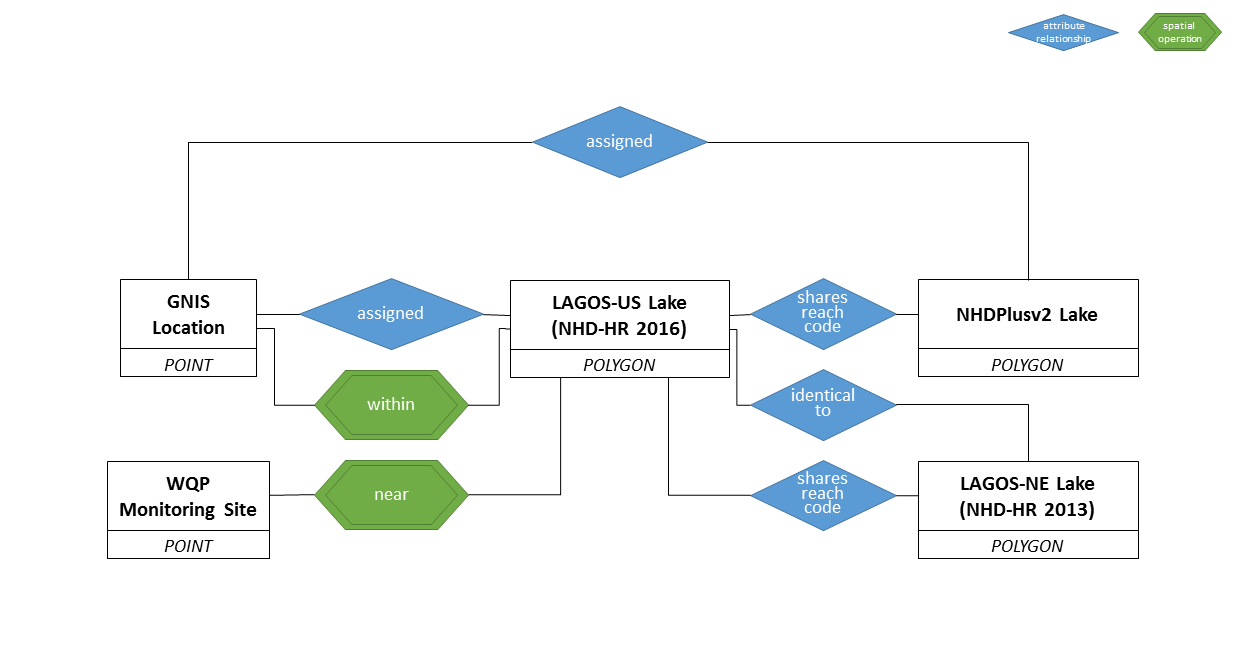 attribute
relationship
spatial
operation
assigned
GNIS
Location
POINT
assigned
within
LAGOS-US Lake
(NHD-HR 2016)
POLYGON
shares
reach
code
NHDPlusv2 Lake
POLYGON
identical
to
WQP
Monitoring Site
POINT
near
shares
reach
code
LAGOS-NE Lake
(NHD-HR 2013)
POLYGON